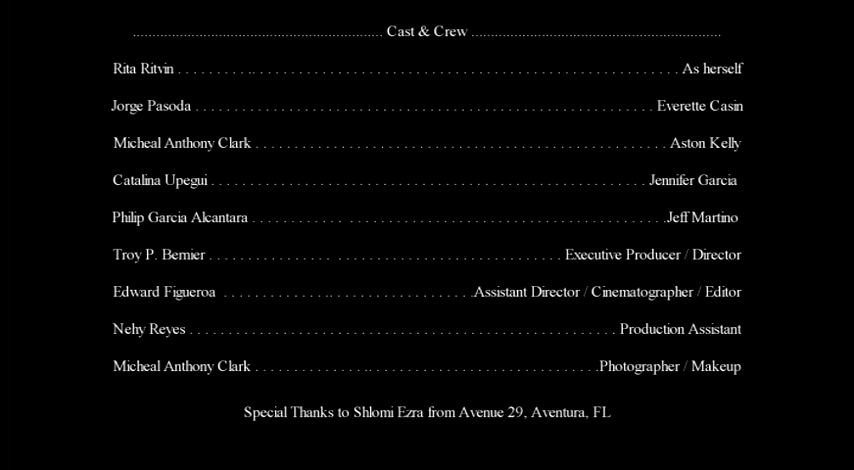 .................................................................. Cast & Crew ..................................................................
Rita Ritvin . . . . . . . . . .. . . . . . . . . . . . . . . . . . . . . . . . . . . . . . . . . . . . . . . . . . . . . . . . . . . . . . . As herself
Jorge Pasoda . . . . . . . . . . . . . . . . . . . . . . . . . . . . . . . . . . . . . . . . . . . . . . . . . . . . . . . . . . . Everette Casin
Micheal Anthony Clark . . . . . . . . . . . . . . . . . . . . . . . . . . . . . . . . . . . . . . . . . . . . . . . . . . . . . Aston Kelly
Catalina Upegui . . . . . . . . . . . . . . . . . . . . . . . . . . . . . . . . . . . . . . . . . . . . . . . . . . . . . . . . Jennifer Garcia
Philip Garcia Alcantara . . . . . . . . . . . . . . . . . . . . . . . . . . . . . . . . . . . . . . . . . . . . . . . . . . . . .Jeff Martino
Troy P. Bernier . . . . . . . . . . . . . . . . . . . . . . . . . . . . . . . . . . . . . . . . . . . . . Executive Producer / Director
Edward Figueroa . . . . . . . . . . . . . .. . . . . . . . . . . . . . . . . . .Assistant Director / Cinematographer / Editor
Nehy Reyes . . . . . . . . . . . . . . . . . . . . . . . . . . . . . . . . . . . . . . . . . . . . . . . . . . . . . . . Production Assistant
Micheal Anthony Clark . . . . . . . . . . . . . . .. . . . . . . . . . . . . . . . . . . . . . . . . . . . . .Photographer / Makeup
Special Thanks to Shlomi Ezra from Avenue 29, Aventura, FL